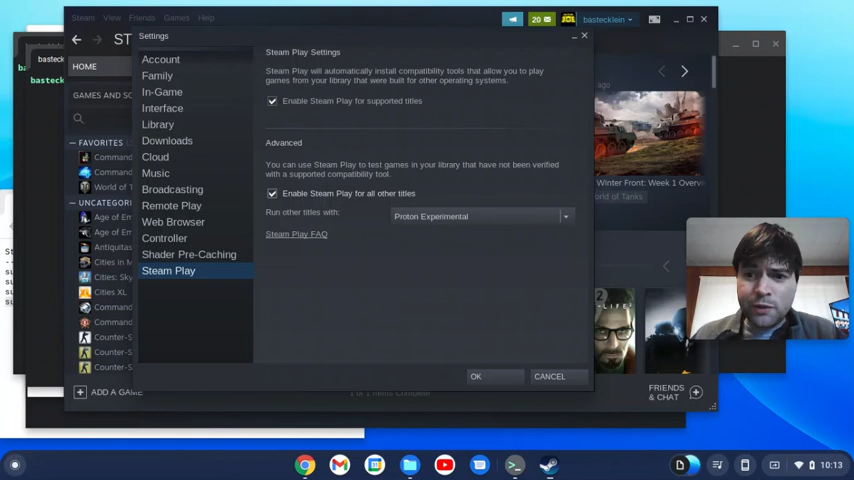 Steam View Friends Games Help
20 bastecklein
Settings
basteck
ST
HOME
GAMES AND SO
FAVORITES
Command
Command
World of T
UNCATEGOR
Age of Em
Age of Em
Antiquitas
Cities in M
Cities: Sky
Cities XL
Command
Command
Counter-S
Counter-S
Counter-S
ADD A GAME
Account
Family
In-Game
Interface
Library
Downloads
Cloud
Music
Broadcasting
Remote Play
Web Browser
Controller
Shader Pre-Caching
Steam Play
Steam Play Settings
Steam Play will automatically install compatibility tools that allow you to play
games from your library that were built for other operating systems.
Enable Steam Play for supported titles
Advanced
You can use Steam Play to test games in your library that have not been verified
with a supported compatibility tool.
Enable Steam Play for all other titles
Run other titles with: Proton Experimental
Steam Play FAQ
OK CANCEL
ago
Winter Front: Week 1 Overvi
World of Tanks
FRIENDS
& CHAT
10:13